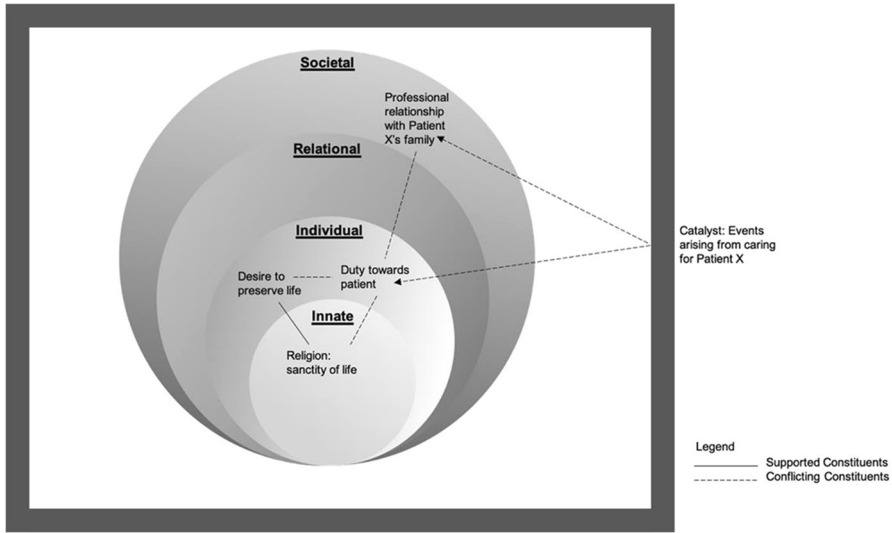 Societal
Professional
relationship
with Patient
X's family
Relational
Individual
Desire to
preserve life
Duty towards
patient
Innate
Religion:
sanctity of life
Catalyst: Events
arising from caring
for Patient X
Legend
Supported Constituents
Conflicting Constituents